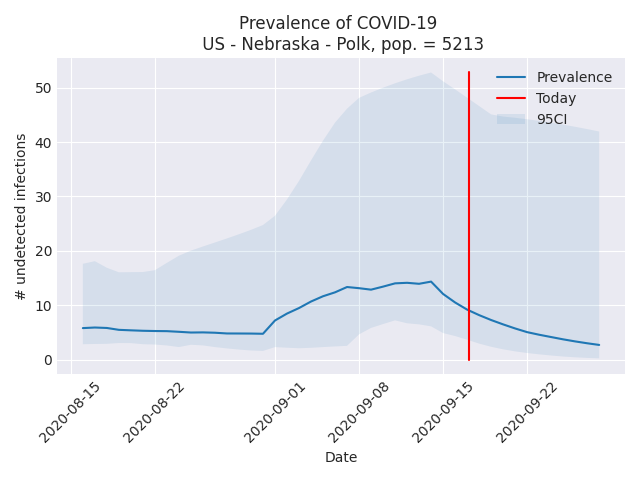 Prevalence of COVID-19
US - Nebraska - Polk, pop. = 5213
Prevalence
Today
95CI
# undetected infections
50
40
30
20
10
0
2020-08-15
2020-08-22
2020-09-01
2020-09-08
2020-09-15
2020-09-22
Date